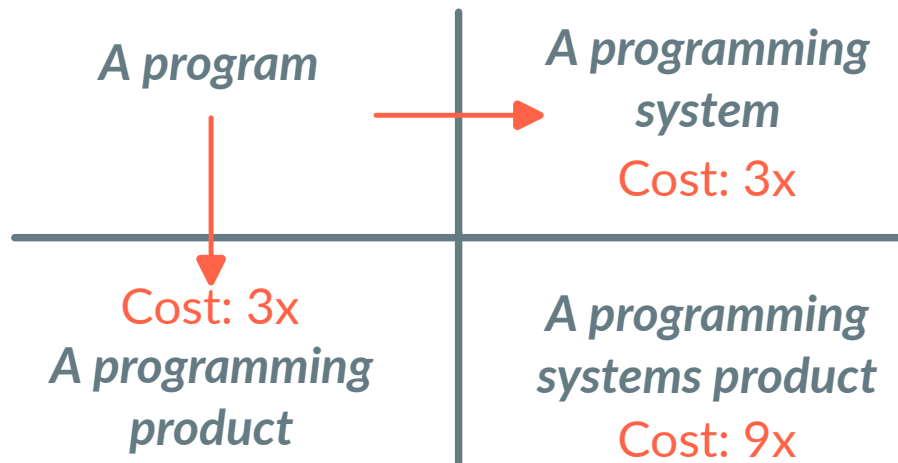 A program
A programming
system
Cost: 3x
Cost: 3x
A programming
product
A programming
systems product
Cost: 9x